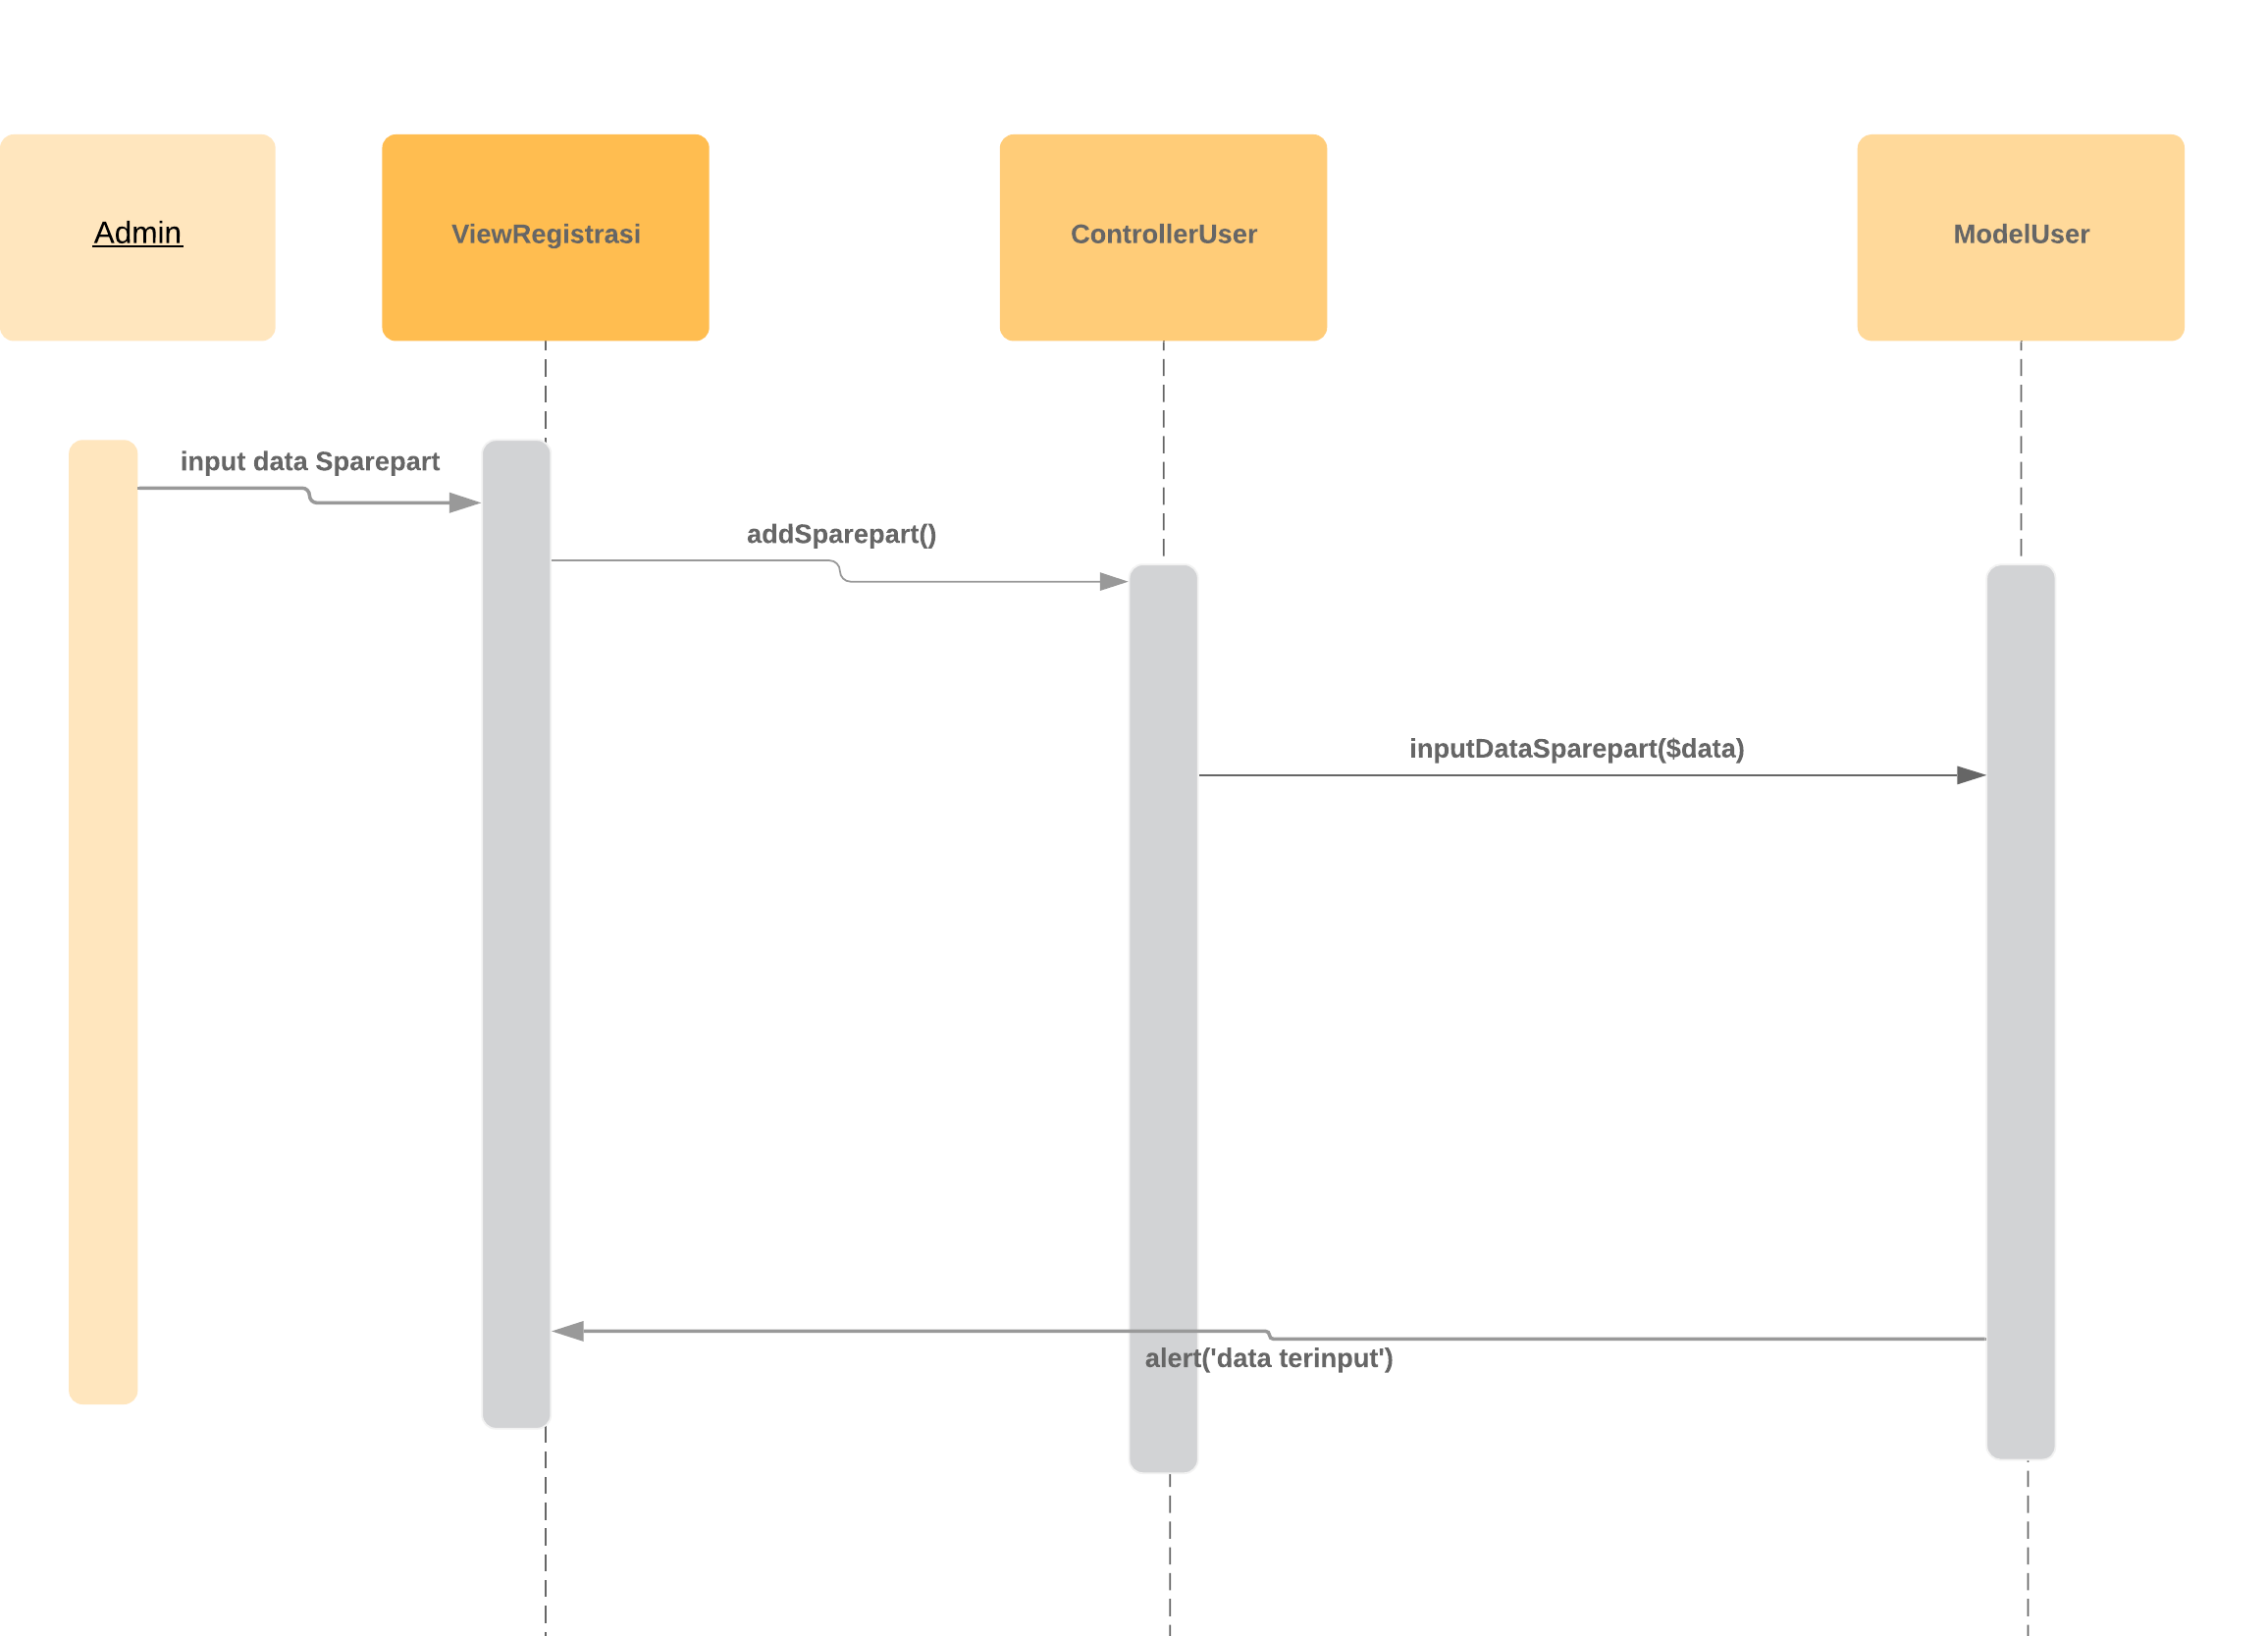 Admin
ViewRegistrasi
ControllerUser
ModelUser
input data Sparepart
addSparepart()
inputDataSparepart($data)
alert('data terinput')